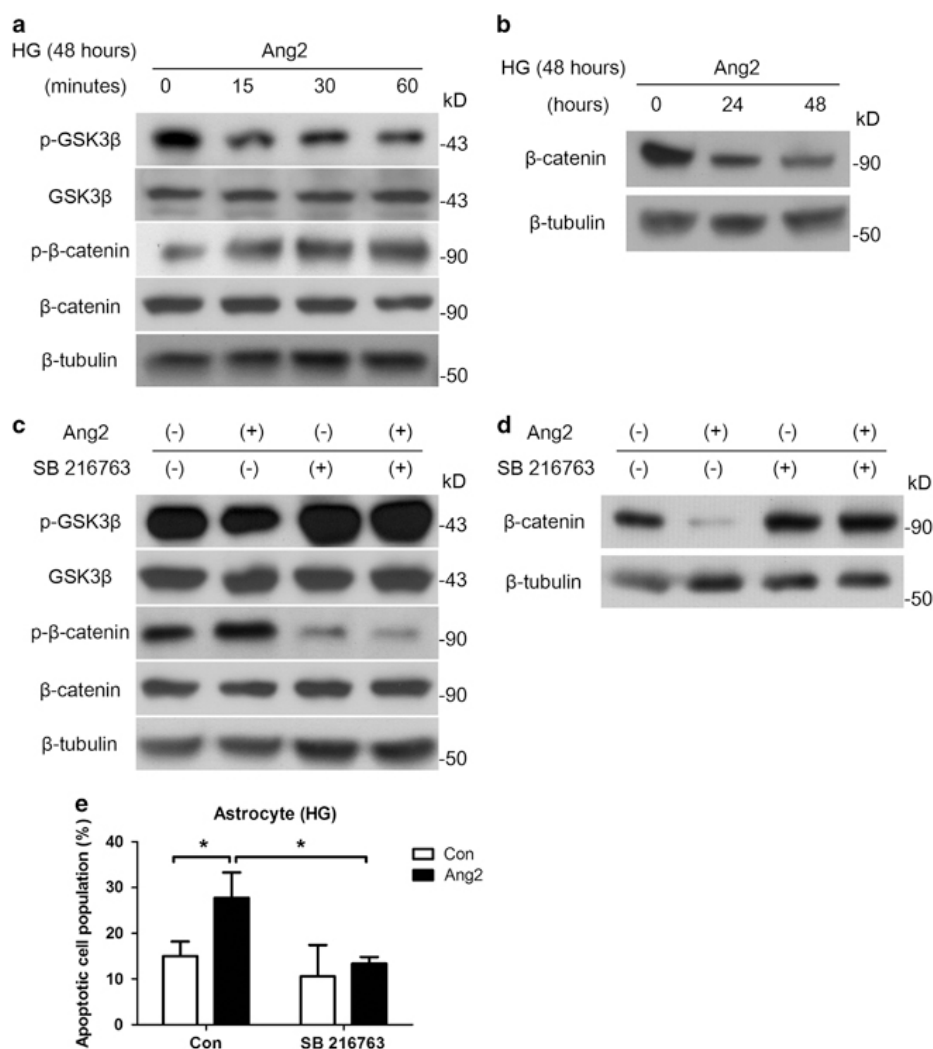 a
HG (48 hours) Ang2
(minutes) 0 15 30 60 kD
p-GSK3β -43
GSK3β -43
p-β-catenin -90
β-catenin -90
β-tubulin -50
b
HG (48 hours) Ang2
(hours) 0 24 48 kD
β-catenin -90
β-tubulin -50
c
Ang2 (-) (+) (-) (+)
SB 216763 (-) (-) (+) (+)
kD
p-GSK3β -43
GSK3β -43
p-β-catenin -90
β-catenin -90
β-tubulin -50
d
Ang2 (-) (+) (-) (+)
SB 216763 (-) (-) (+) (+)
kD
β-catenin -90
β-tubulin -50
e
Astrocyte (HG)
Apoptotic cell population (%)
40
30
20
10
0
* *
Con
Ang2
Con SB 216763